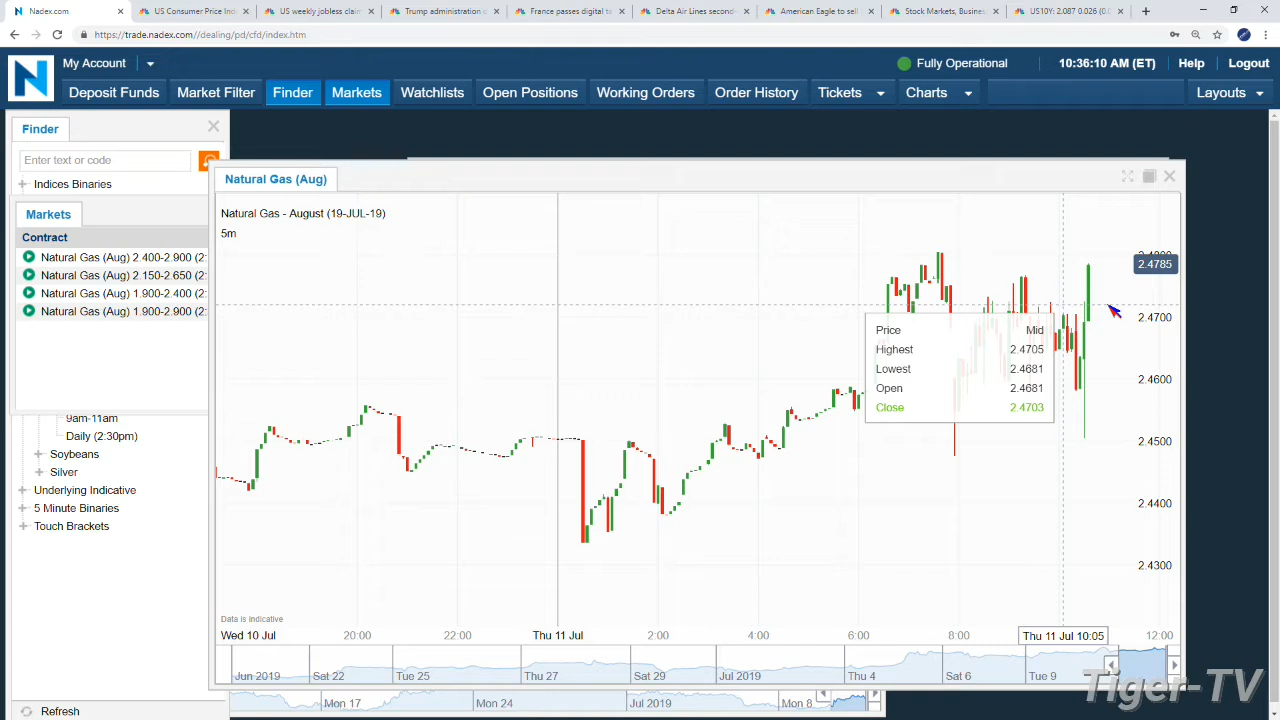 Nadex.com
US Consumer Price Ind
US weekly jobless claim
Trump administration c
France passes digital ta
Delta Air Lines second-
American Eagle to sell
Stock Markets, Busines
US10Y: 2.087 0.026 (0.
https://trade.nadex.com//dealing/pd/cfd/index.htm
N
My Account
Fully Operational
10:36:10 AM (ET)
Help
Logout
Deposit Funds
Market Filter
Finder
Markets
Watchlists
Open Positions
Working Orders
Order History
Tickets
Charts
Layouts
Finder
Enter text or code
Indices Binaries
Markets
Contract
Natural Gas (Aug) 2.400-2.900 (2:
Natural Gas (Aug) 2.150-2.650 (2:
Natural Gas (Aug) 1.900-2.400 (2:
Natural Gas (Aug) 1.900-2.900 (2:
9am-11am
Daily (2:30pm)
Soybeans
Silver
Underlying Indicative
5 Minute Binaries
Touch Brackets
Refresh
Natural Gas (Aug)
Natural Gas - August (19-JUL-19)
5m
2.4785
2.4700
2.4600
2.4500
2.4400
2.4300
Price Mid
Highest 2.4705
Lowest 2.4681
Open 2.4681
Close 2.4703
Data is Indicative
Wed 10 Jul
20:00
22:00
Thu 11 Jul
2:00
4:00
6:00
8:00
Thu 11 Jul 10:05
12:00
Jun 2019
Sat 22
Tue 25
Thu 27
Sat 29
Jul 2019
Thu 4
Sat 6
Tue 9
Mon 17
Mon 24
Jul 2019
Mon 8
Tiger-TV